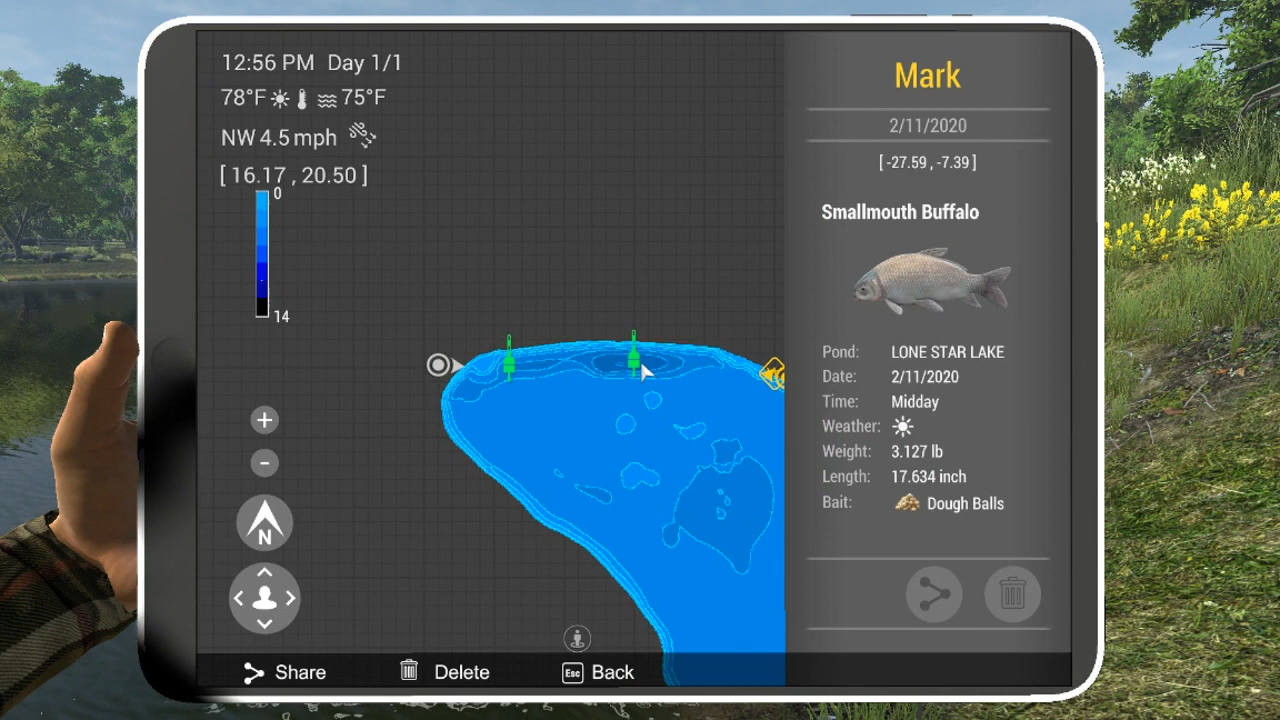 12:56 PM Day 1/1
78°F 75°F
NW 4.5 mph
[ 16.17 , 20.50 ]
0
14
+
-
N
Share
Delete
Esc Back
Mark
2/11/2020
[ -27.59 , -7.39 ]
Smallmouth Buffalo
Pond: LONE STAR LAKE
Date: 2/11/2020
Time: Midday
Weather:
Weight: 3.127 lb
Length: 17.634 inch
Bait: Dough Balls